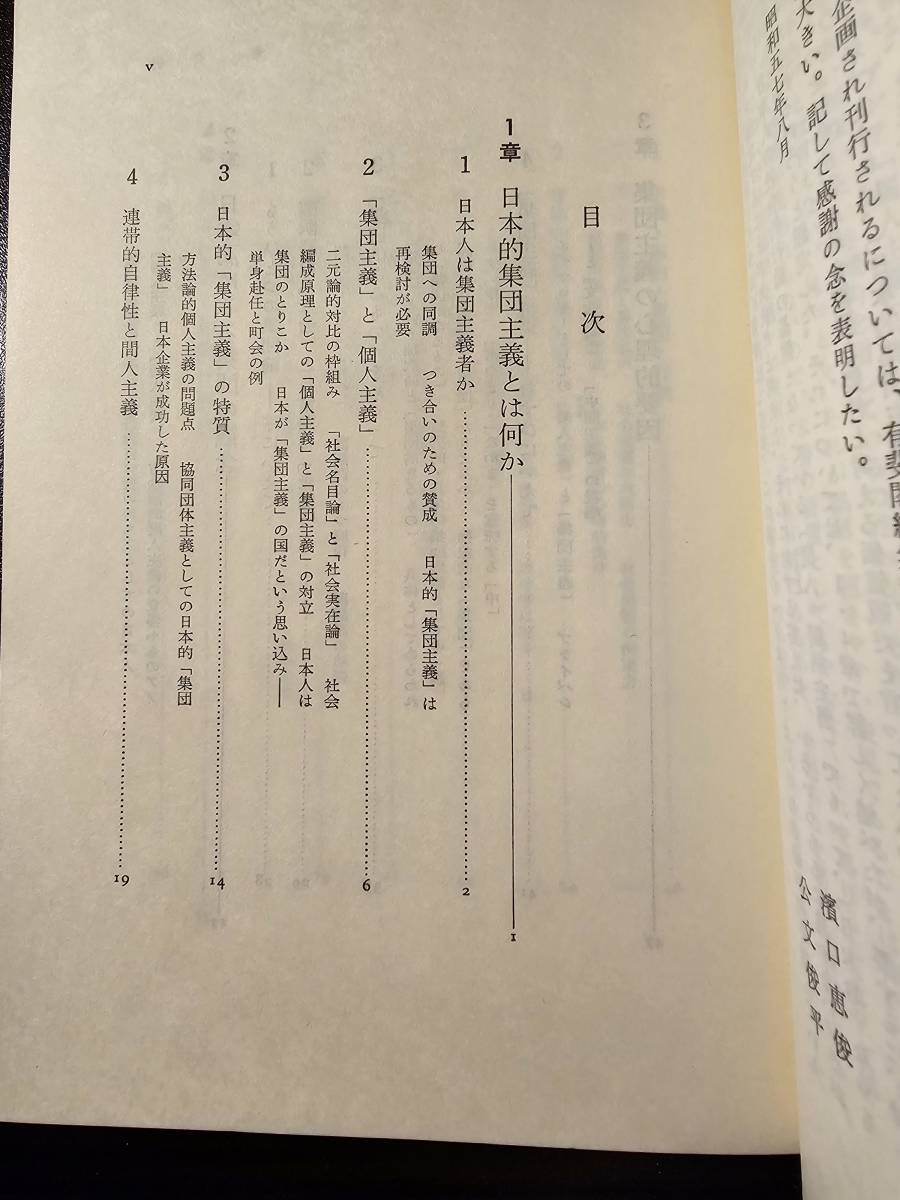 企画され刊行されるについては、有斐閣編
大きい。記して感謝の念を表明したい。
昭和五七年八月
濱口恵俊
公文俊平
目次
1章 日本的集団主義とは何か――1
1 日本人は集団主義者か……2
集団への同調 つき合いのための賛成 日本的「集団主義」は
再検討が必要
2 「集団主義」と「個人主義」……6
二元論的対比の枠組み 「社会名目論」と「社会実在論」 社会
編成原理としての「個人主義」と「集団主義」の対立 日本人は
集団のとりこか 日本が「集団主義」の国だという思い込み――
単身赴任と町会の例
3 日本的「集団主義」の特質……14
方法論的個人主義の問題点 協同団体主義としての日本的「集団
主義」 日本企業が成功した原因
4 連帯的自律性と間人主義……19
v